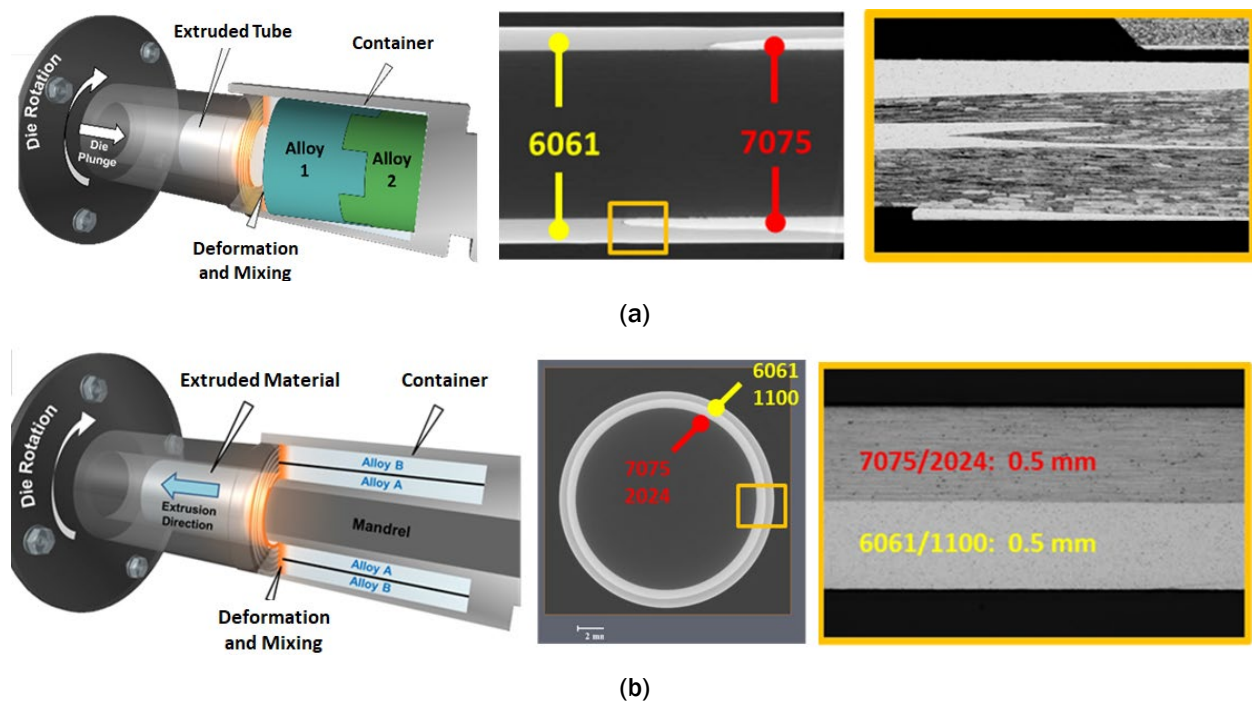 Extruded Tube
Container
Die Rotation
Die
Plunge
Alloy
1
Alloy
2
Deformation
and Mixing
6061
7075
(a)
Extruded Material
Container
Die Rotation
Extrusion
Direction
Alloy B
Alloy A
Mandrel
Alloy A
Alloy B
Deformation
and Mixing
6061
1100
7075
2024
2 mm
7075/2024: 0.5 mm
6061/1100: 0.5 mm
(b)